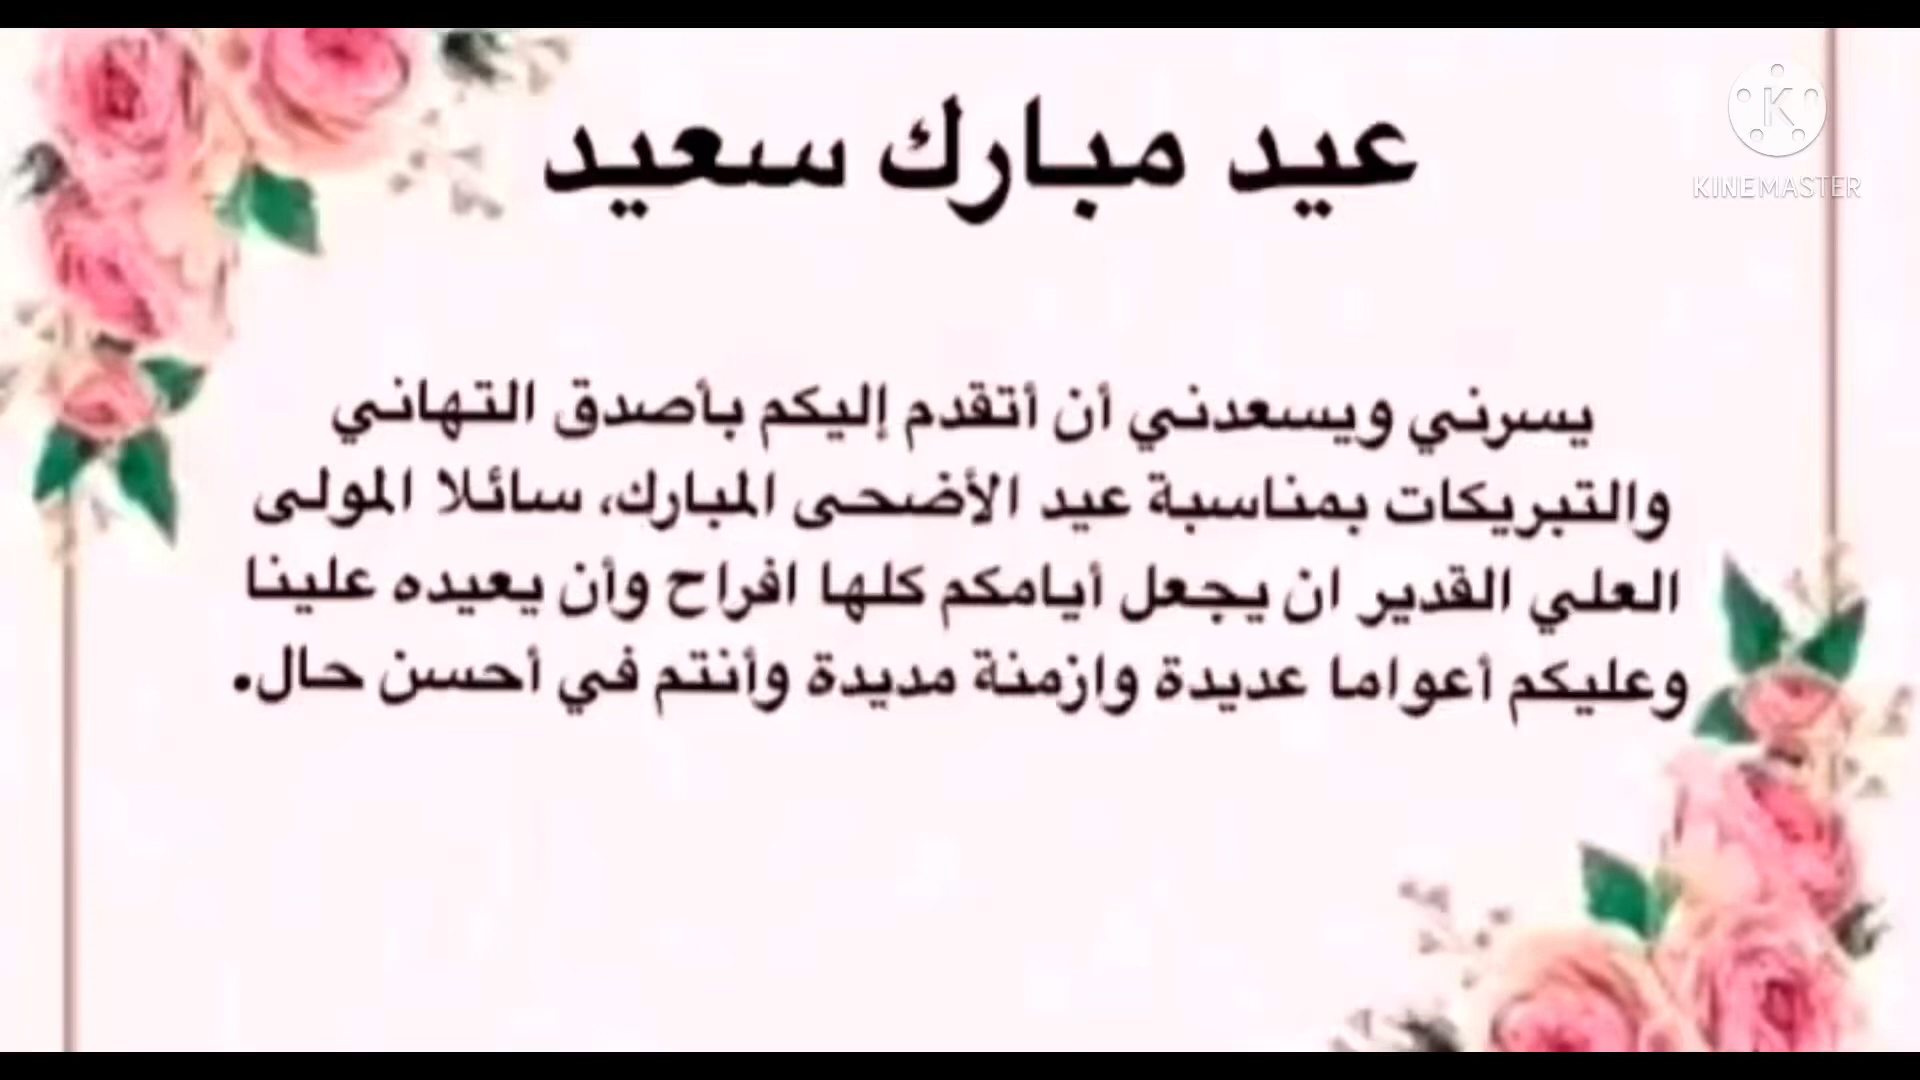 عيد مبارك سعيد
KINEMASTER
يسرني ويسعدني أن أتقدم إليكم بأصدق التهاني
والتبريكات بمناسبة عيد الأضحى المبارك، سائلا المولى
العلي القدير ان يجعل أيامكم كلها افراح وأن يعيده علينا
وعليكم أعواما عديدة وازمنة مديدة وأنتم في أحسن حال.